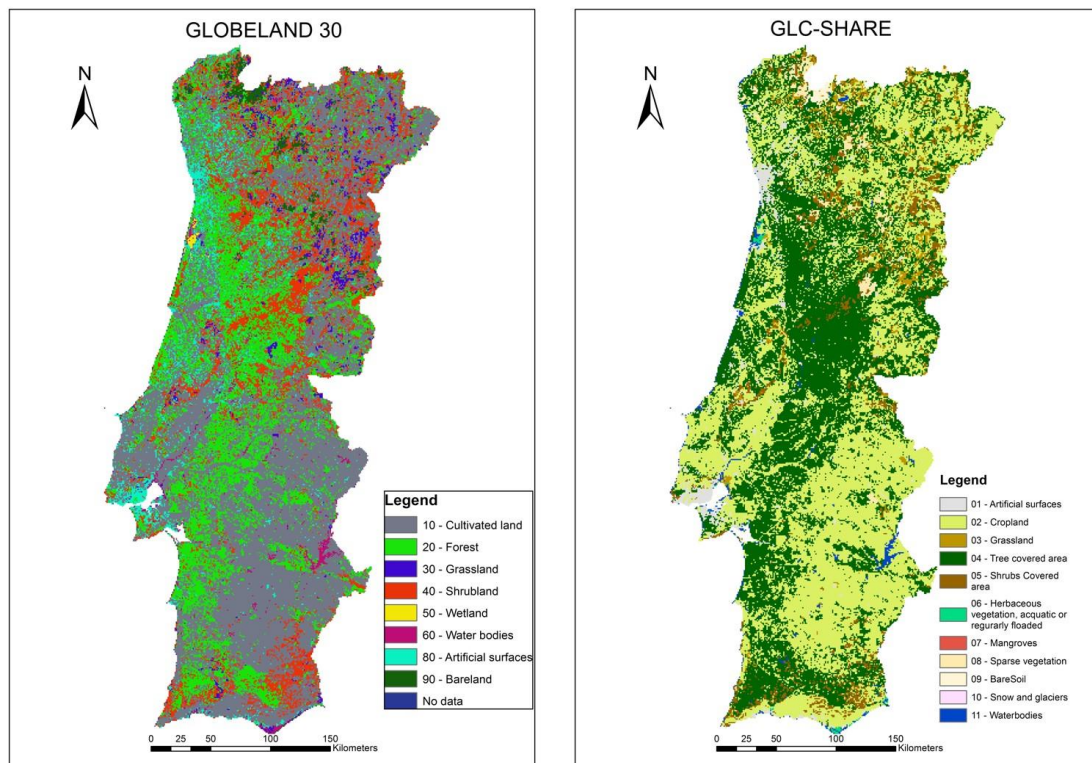 GLOBELAND 30
N
Legend
10 - Cultivated land
20 - Forest
30 - Grassland
40 - Shrubland
50 - Wetland
60 - Water bodies
80 - Artificial surfaces
90 - Bareland
No data
0 25 50 100 150
Kilometers
GLC-SHARE
N
Legend
01 - Artificial surfaces
02 - Cropland
03 - Grassland
04 - Tree covered area
05 - Shrubs Covered
area
06 - Herbaceous
vegetation, acquatic or
regurarly floaded
07 - Mangroves
08 - Sparse vegetation
09 - BareSoil
10 - Snow and glaciers
11 - Waterbodies
0 25 50 100 150
Kilometers